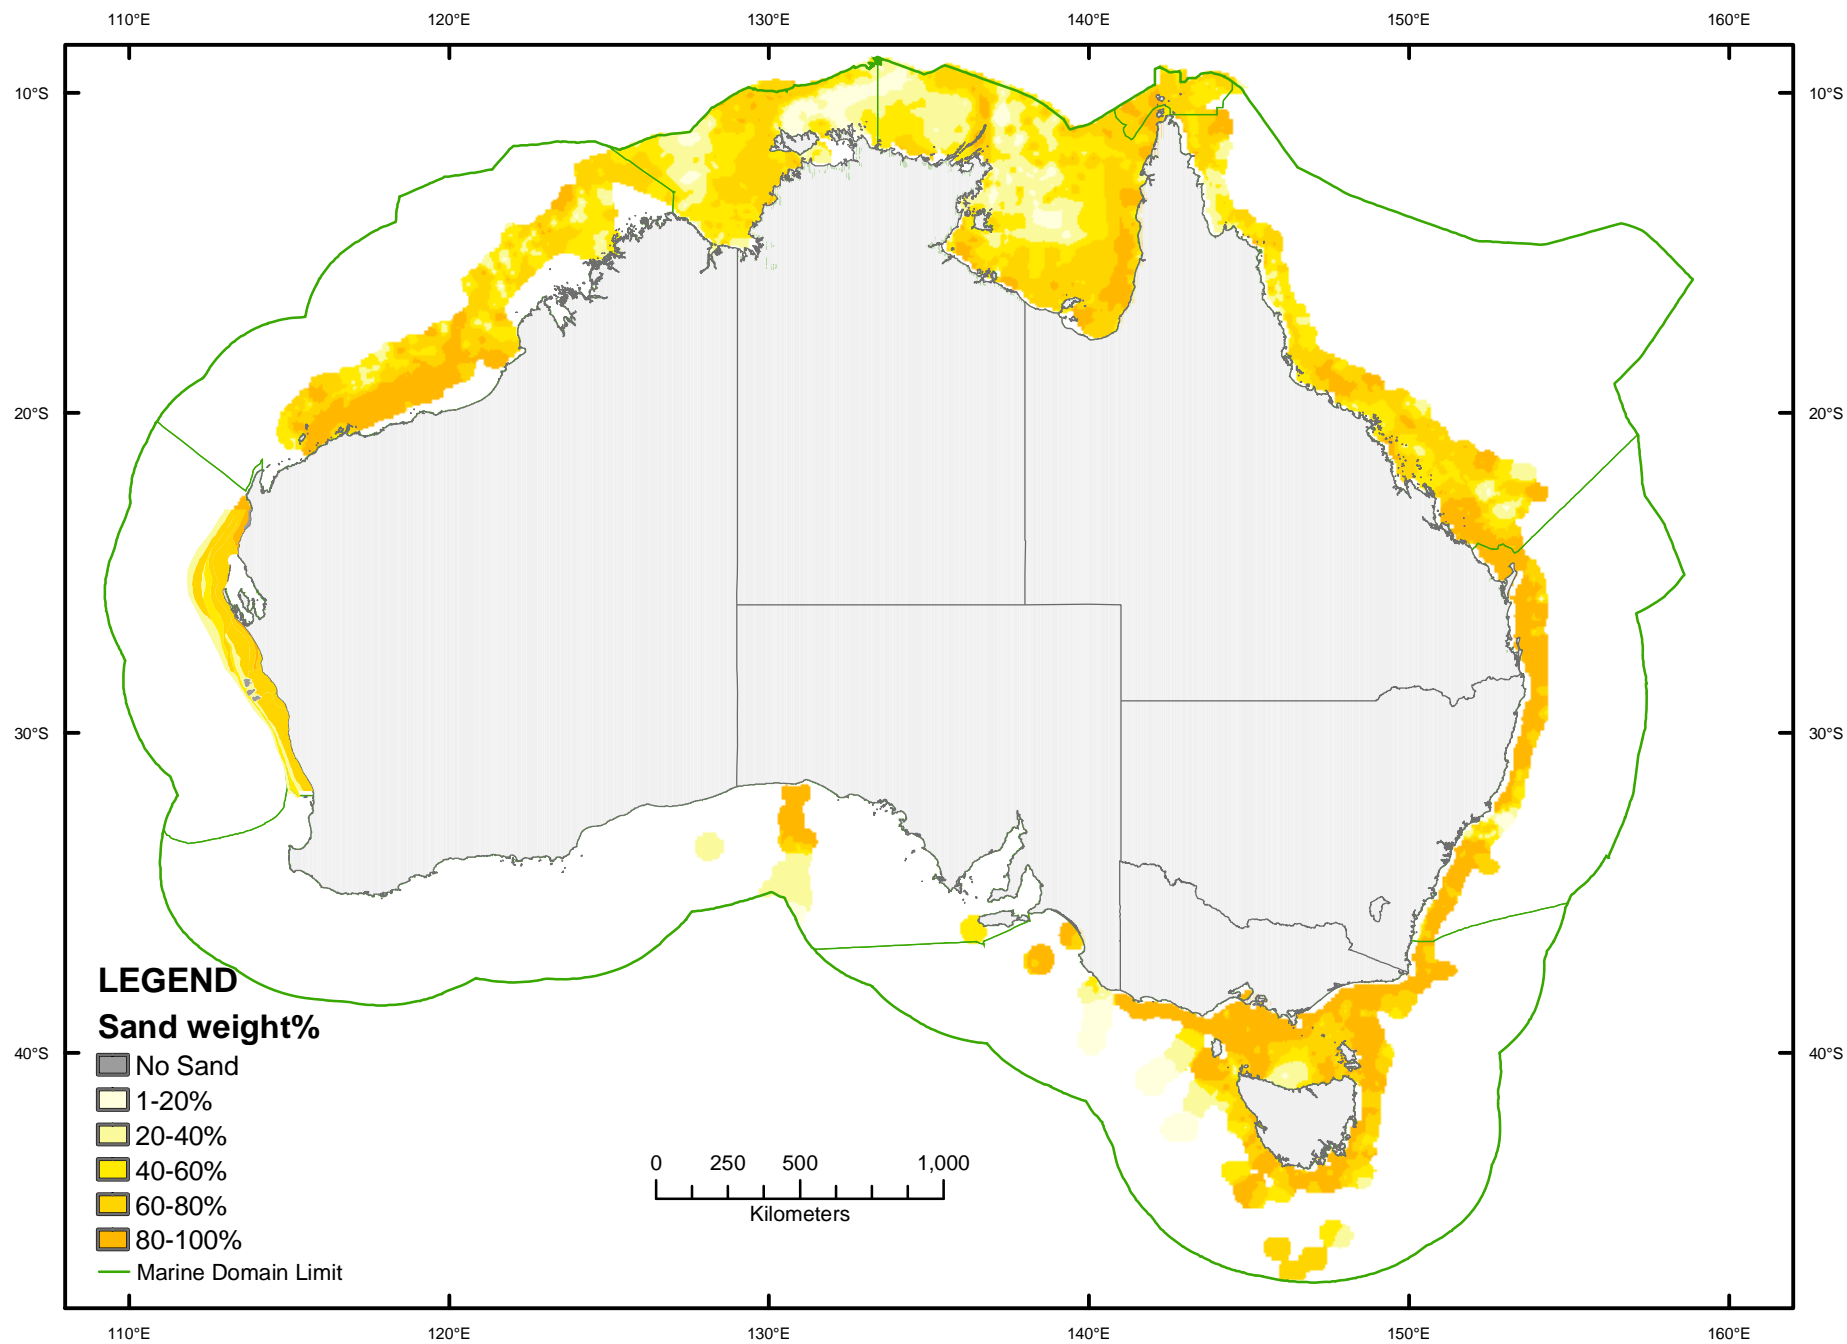 110°E 120°E 130°E 140°E 150°E 160°E
10°S 10°S
20°S 20°S
30°S 30°S
LEGEND
Sand weight%
40°S 40°S
No Sand
1-20%
20-40%
40-60%
60-80%
80-100%
Marine Domain Limit
0 250 500 1,000
Kilometers
110°E 120°E 130°E 140°E 150°E 160°E